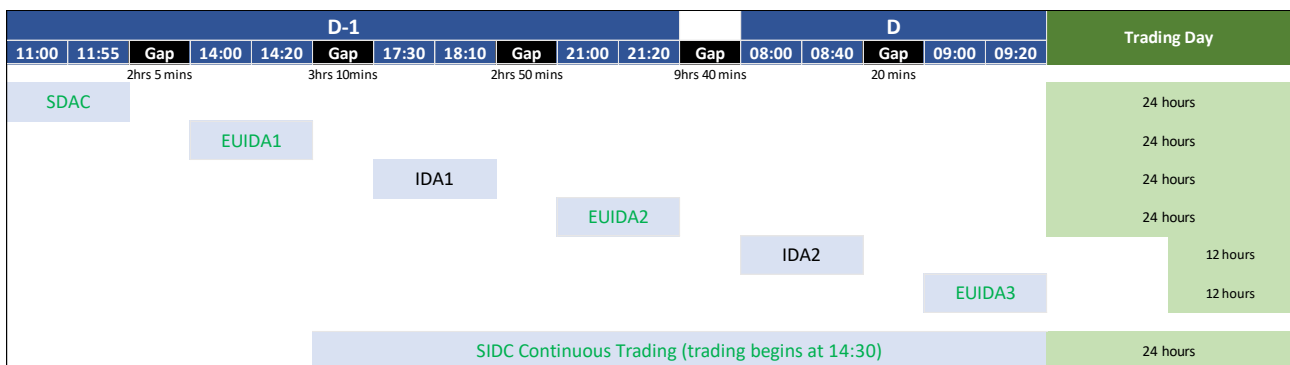 D-1 D Trading Day
11:00 11:55 Gap 14:00 14:20 Gap 17:30 18:10 Gap 21:00 21:20 Gap 08:00 08:40 Gap 09:00 09:20
2hrs 5 mins 3hrs 10mins 2hrs 50 mins 9hrs 40 mins 20 mins
SDAC 24 hours
EUIDA1 24 hours
IDA1 24 hours
EUIDA2 24 hours
IDA2 12 hours
EUIDA3 12 hours
SIDC Continuous Trading (trading begins at 14:30) 24 hours